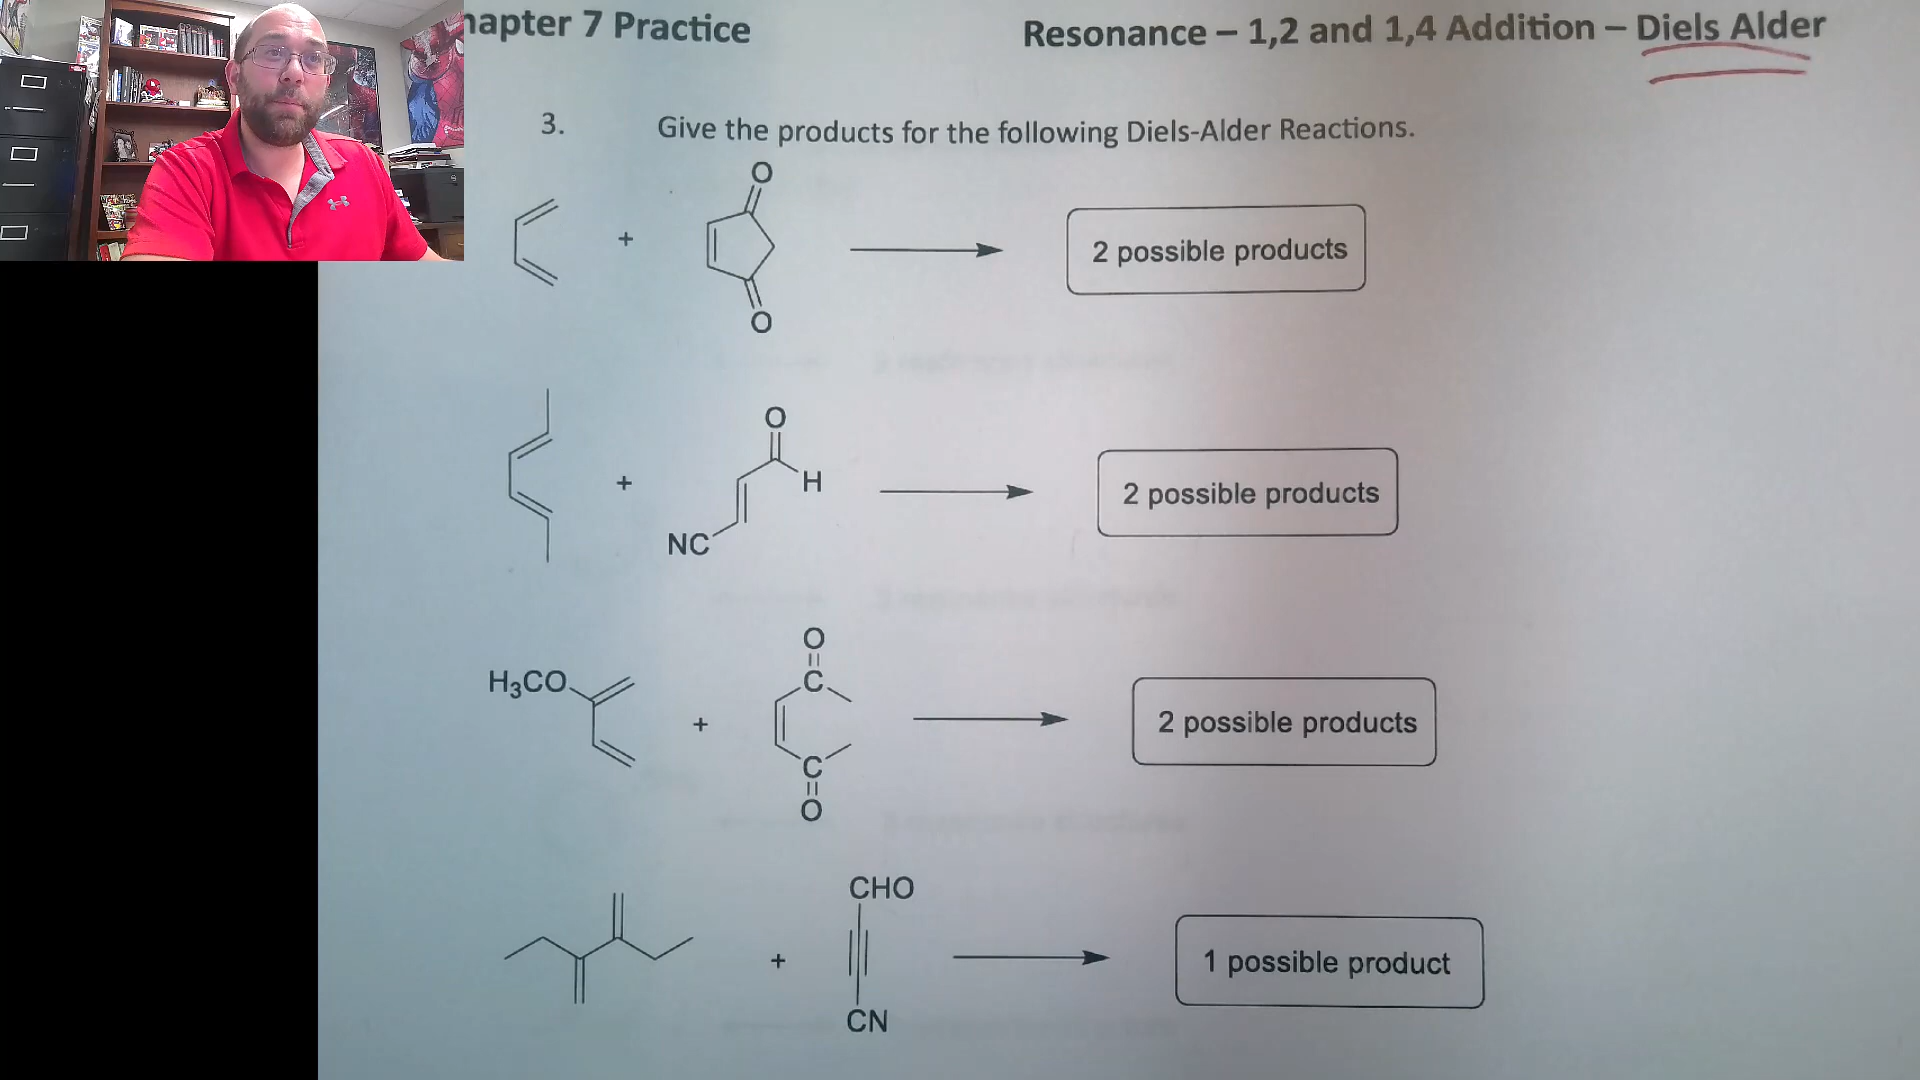 hapter 7 Practice
Resonance – 1,2 and 1,4 Addition – Diels Alder
3. Give the products for the following Diels-Alder Reactions.
O
+
2 possible products
O
O
+
H
2 possible products
NC
O
H₃CO
C
+
2 possible products
C
O
CHO
+
1 possible product
CN